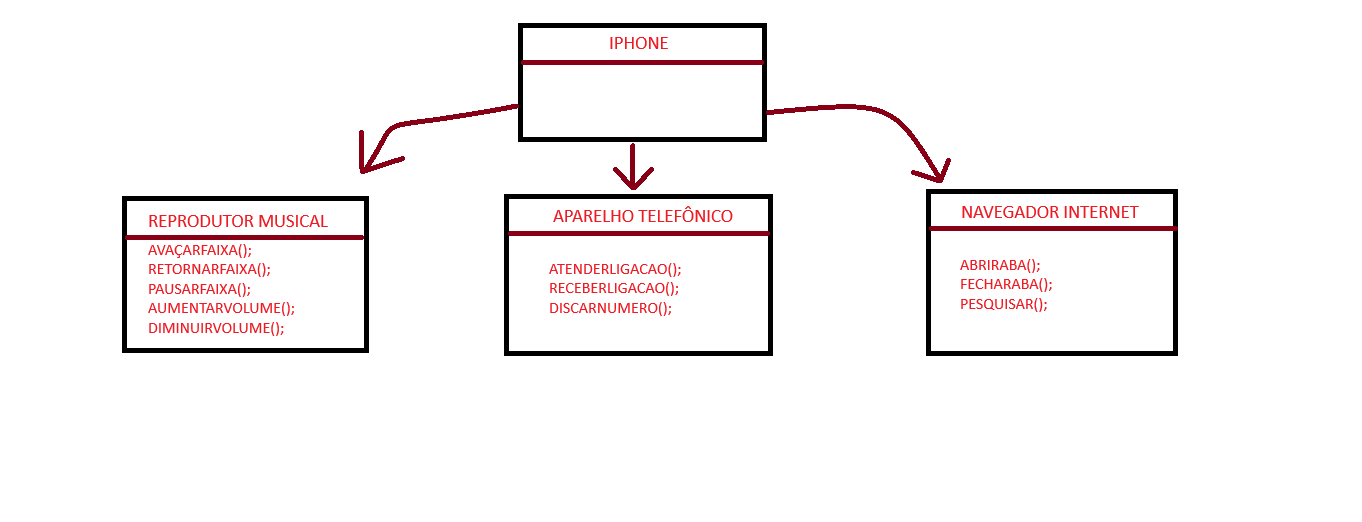 IPHONE
REPRODUTOR MUSICAL
AVAÇARFAIXA();
RETORNARFAIXA();
PAUSARFAIXA();
AUMENTARVOLUME();
DIMINUIRVOLUME();
APARELHO TELEFÔNICO
ATENDERLIGACAO();
RECEBERLIGACAO();
DISCARNUMERO();
NAVEGADOR INTERNET
ABRIRABA();
FECHARABA();
PESQUISAR();